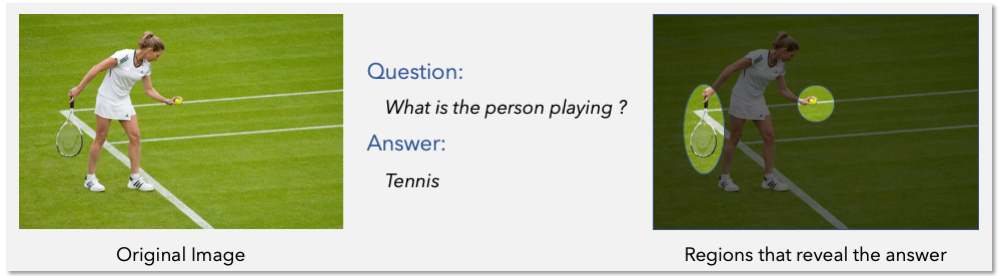 Question:
What is the person playing ?
Answer:
Tennis
Original Image
Regions that reveal the answer